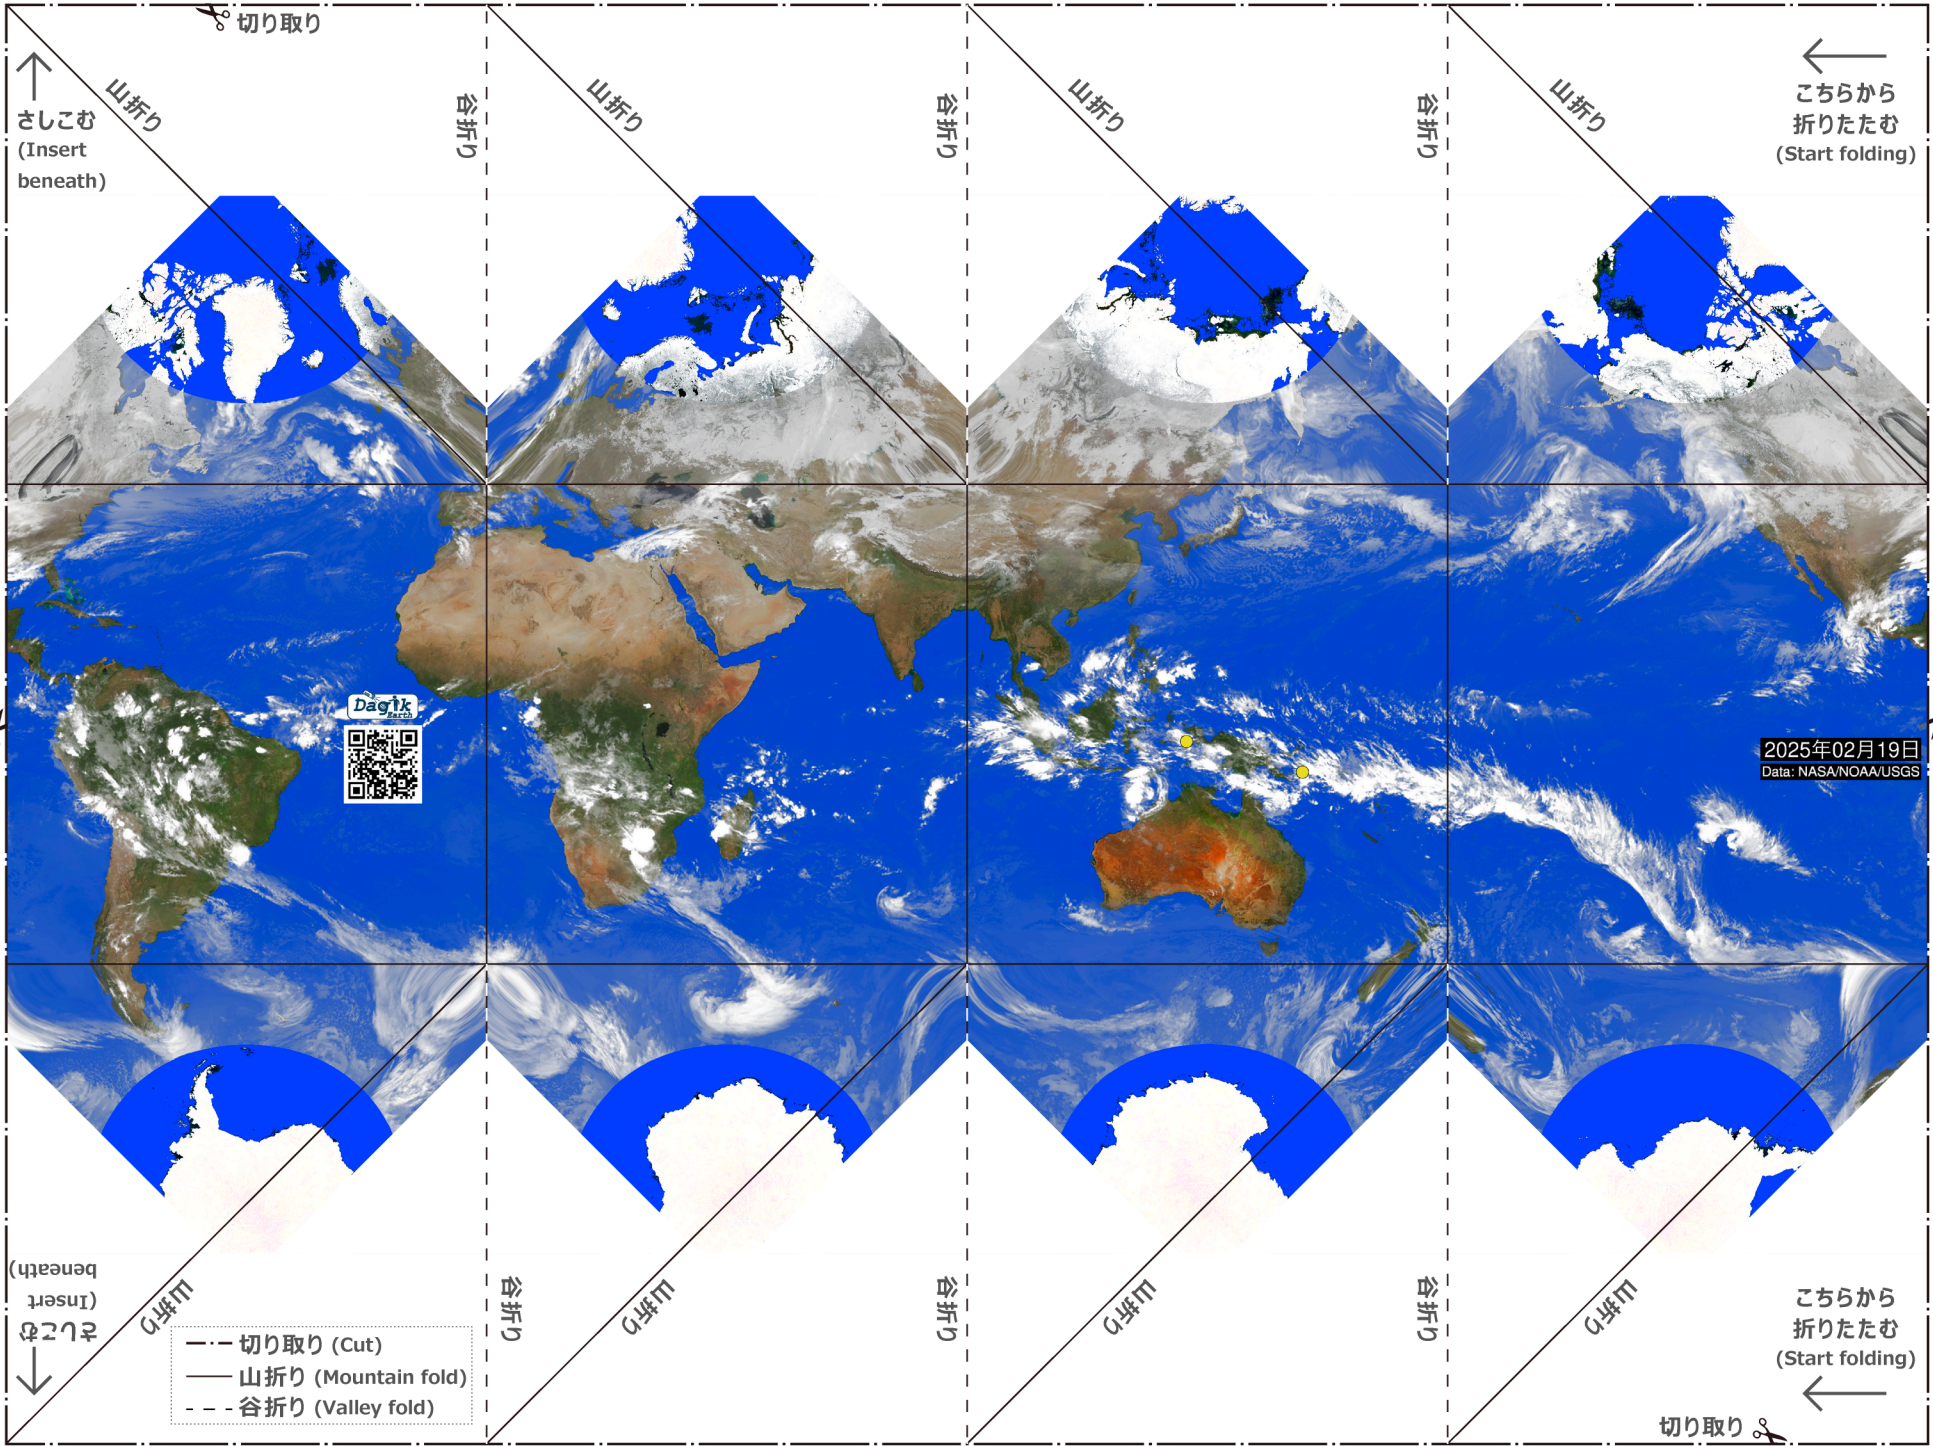 切り取り
山折り
谷折り
山折り
谷折り
山折り
谷折り
山折り
さしこむ
(Insert
beneath)
こちらから
折りたたむ
(Start folding)
Dagik
Earth
2025年02月19日
Data: NASA/NOAA/USGS
さしこむ
(Insert
beneath)
山折り
谷折り
山折り
谷折り
山折り
谷折り
山折り
こちらから
折りたたむ
(Start folding)
切り取り (Cut)
山折り (Mountain fold)
谷折り (Valley fold)
切り取り